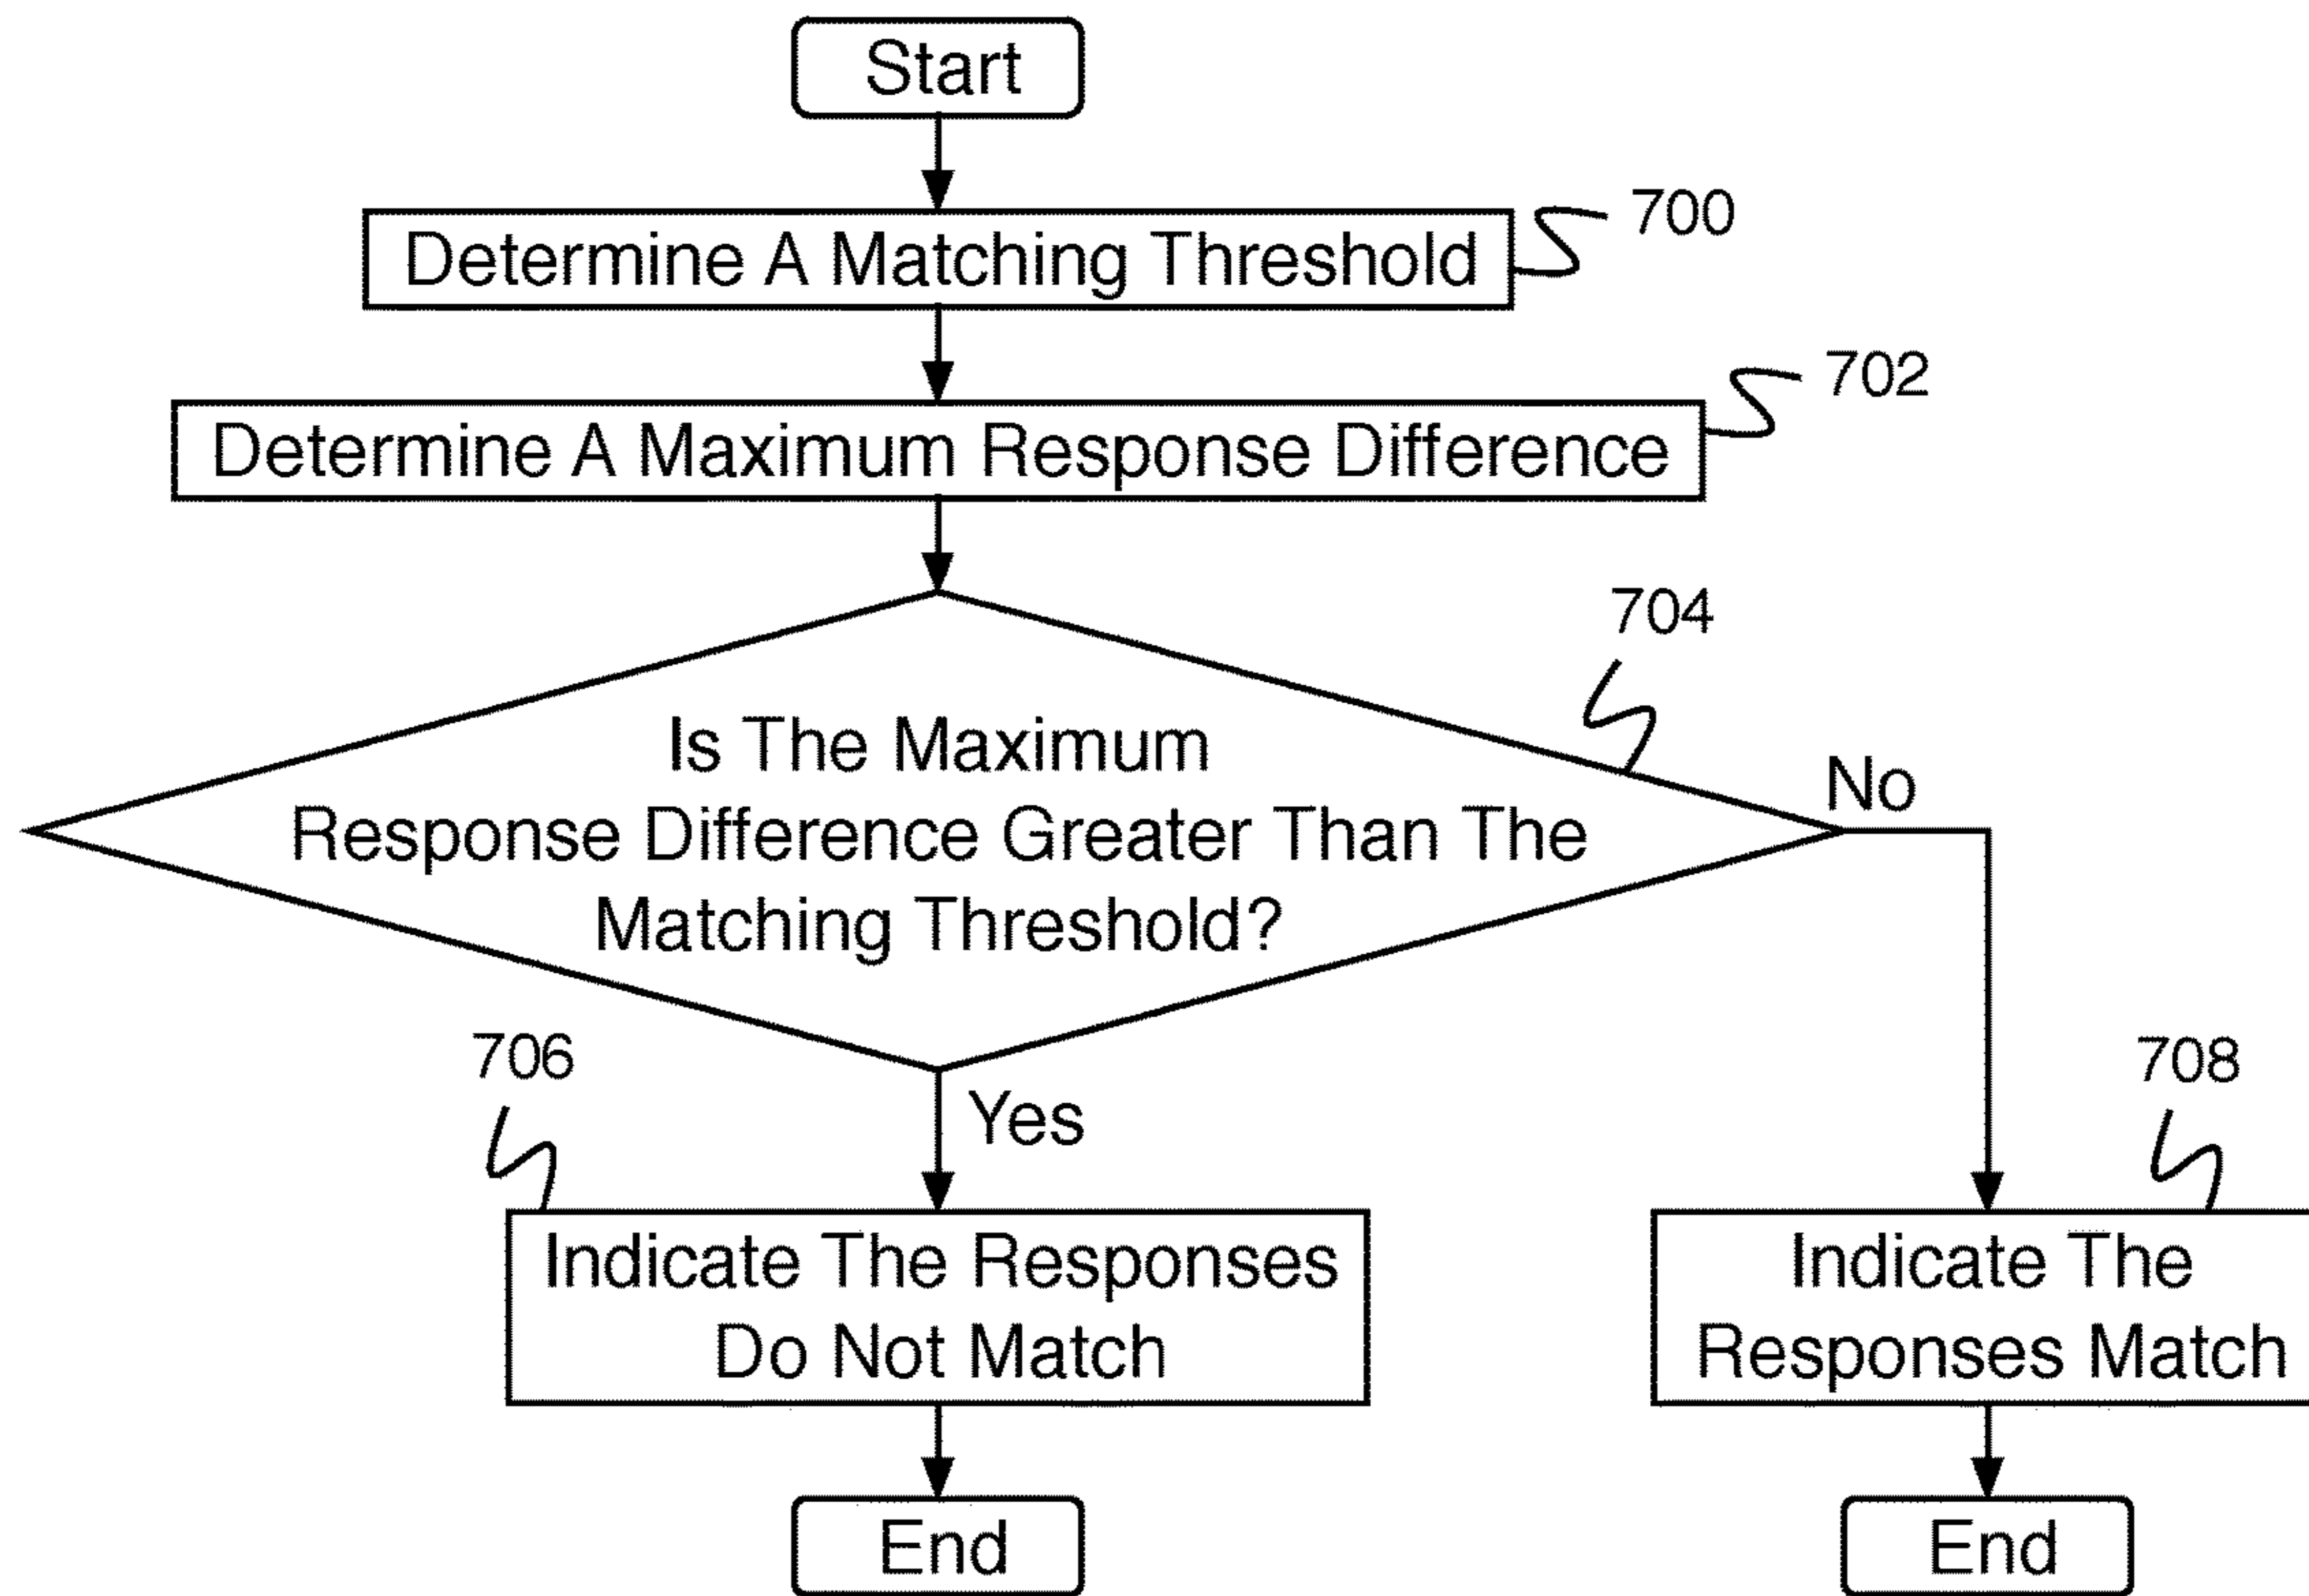 Start
Determine A Matching Threshold
700
Determine A Maximum Response Difference
702
704
Is The Maximum
Response Difference Greater Than The
Matching Threshold?
No
Yes
706
Indicate The Responses
Do Not Match
708
Indicate The
Responses Match
End
End